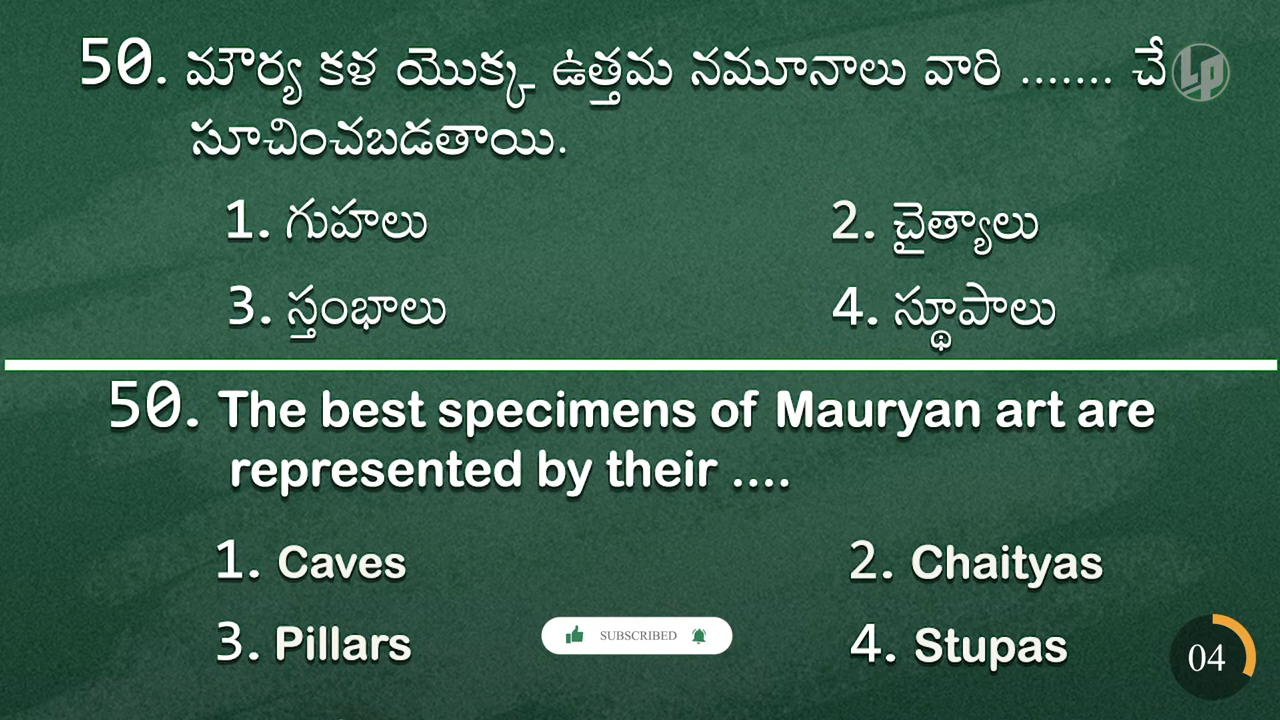 50. మౌర్య కళ యొక్క ఉత్తమ నమూనాలు వారి ....... చే
సూచించబడతాయి.
1. గుహలు
2. చైత్యాలు
3. స్తంభాలు
4. స్థూపాలు
50. The best specimens of Mauryan art are
represented by their ....
1. Caves
2. Chaityas
3. Pillars
4. Stupas
SUBSCRIBED
04
LP